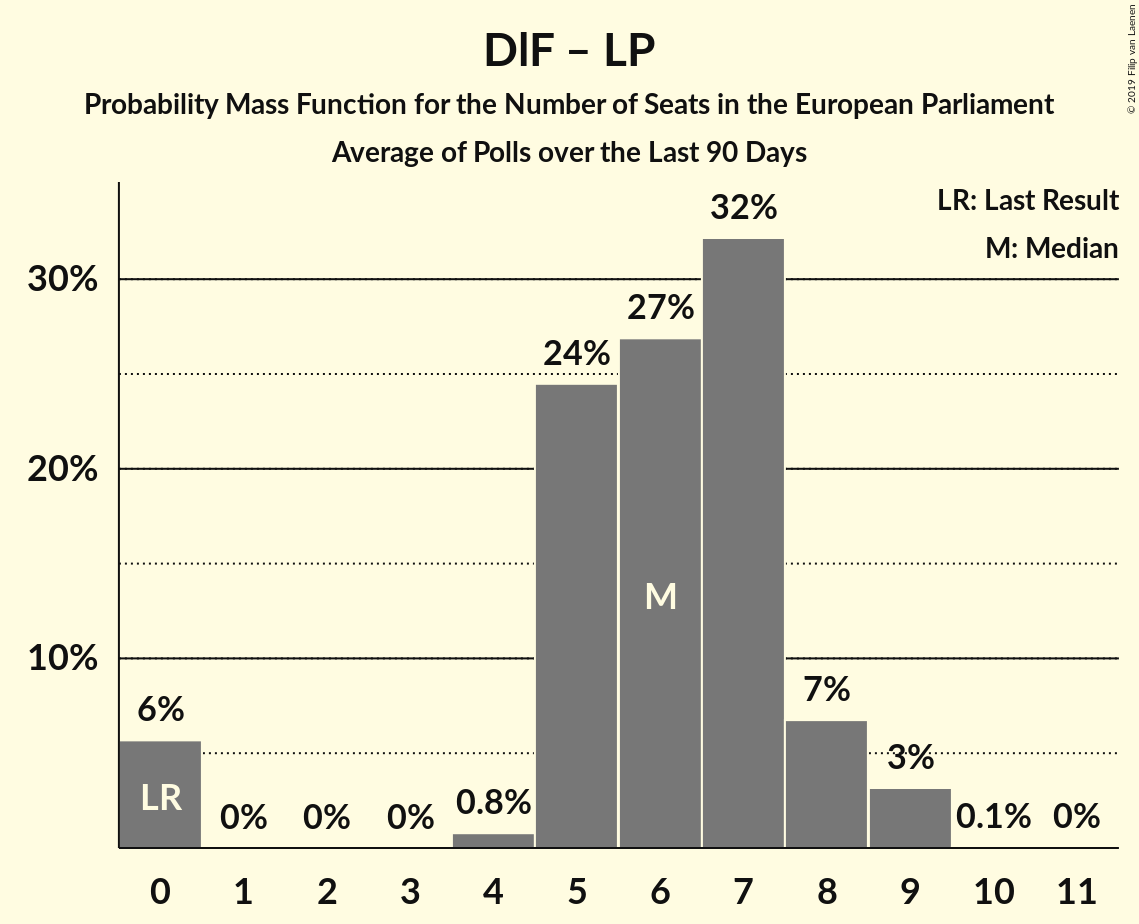 DlF – LP
Probability Mass Function for the Number of Seats in the European Parliament
Average of Polls over the Last 90 Days
© 2019 Filip van Laenen
LR: Last Result
M: Median
30%
20%
10%
6%
0%
0%
0%
0.8%
24%
27%
32%
7%
3%
0.1%
0%
LR
M
0 1 2 3 4 5 6 7 8 9 10 11